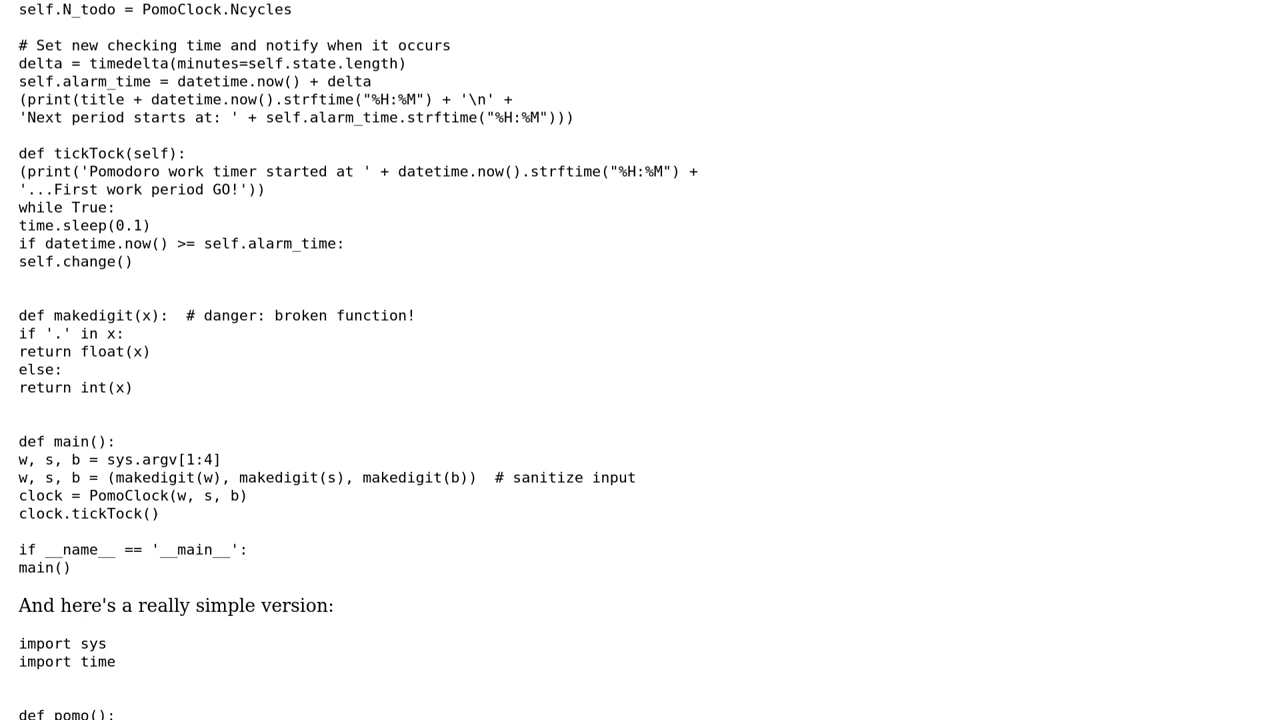 self.N_todo = PomoClock.Ncycles
# Set new checking time and notify when it occurs
delta = timedelta(minutes=self.state.length)
self.alarm_time = datetime.now() + delta
(print(title + datetime.now().strftime("%H:%M") + '\n' +
'Next period starts at: ' + self.alarm_time.strftime("%H:%M")))
def tickTock(self):
(print('Pomodoro work timer started at ' + datetime.now().strftime("%H:%M") +
'...First work period GO!'))
while True:
time.sleep(0.1)
if datetime.now() >= self.alarm_time:
self.change()
def makedigit(x):  # danger: broken function!
if '.' in x:
return float(x)
else:
return int(x)
def main():
w, s, b = sys.argv[1:4]
w, s, b = (makedigit(w), makedigit(s), makedigit(b))  # sanitize input
clock = PomoClock(w, s, b)
clock.tickTock()
if __name__ == '__main__':
main()
And here's a really simple version:
import sys
import time
def pomo():